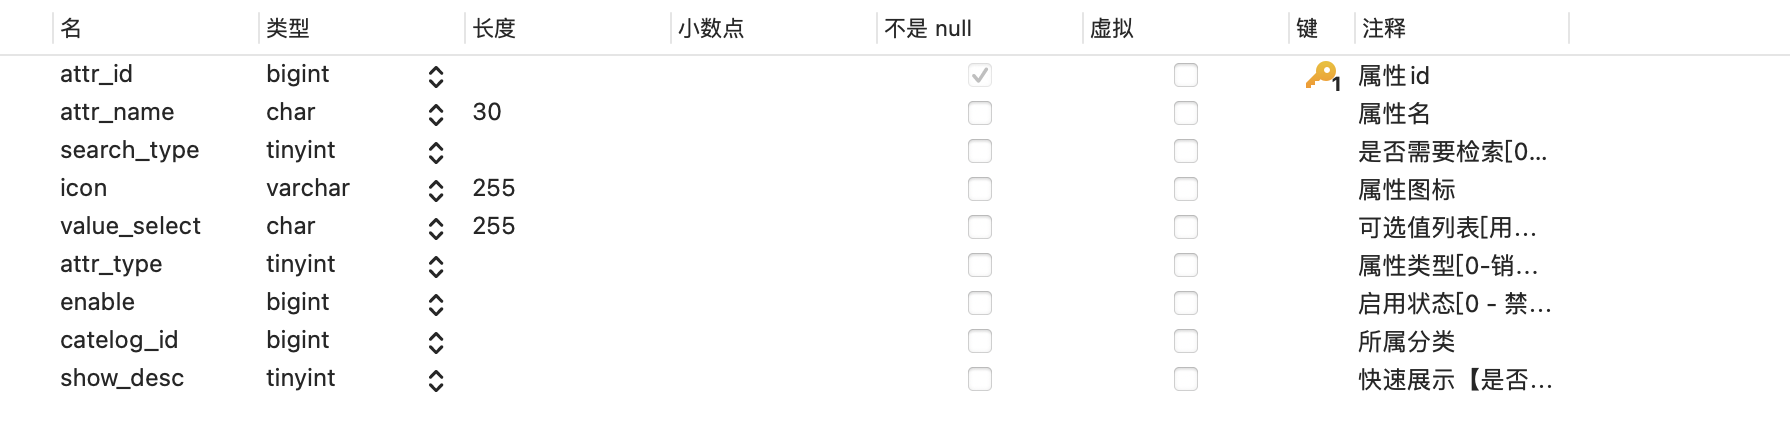 名 类型 长度 小数点 不是 null 虚拟 键 注释
attr_id bigint 1 属性id
attr_name char 30 属性名
search_type tinyint 是否需要检索[0...
icon varchar 255 属性图标
value_select char 255 可选值列表[用...
attr_type tinyint 属性类型[0-销...
enable bigint 启用状态[0 - 禁...
catelog_id bigint 所属分类
show_desc tinyint 快速展示【是否...